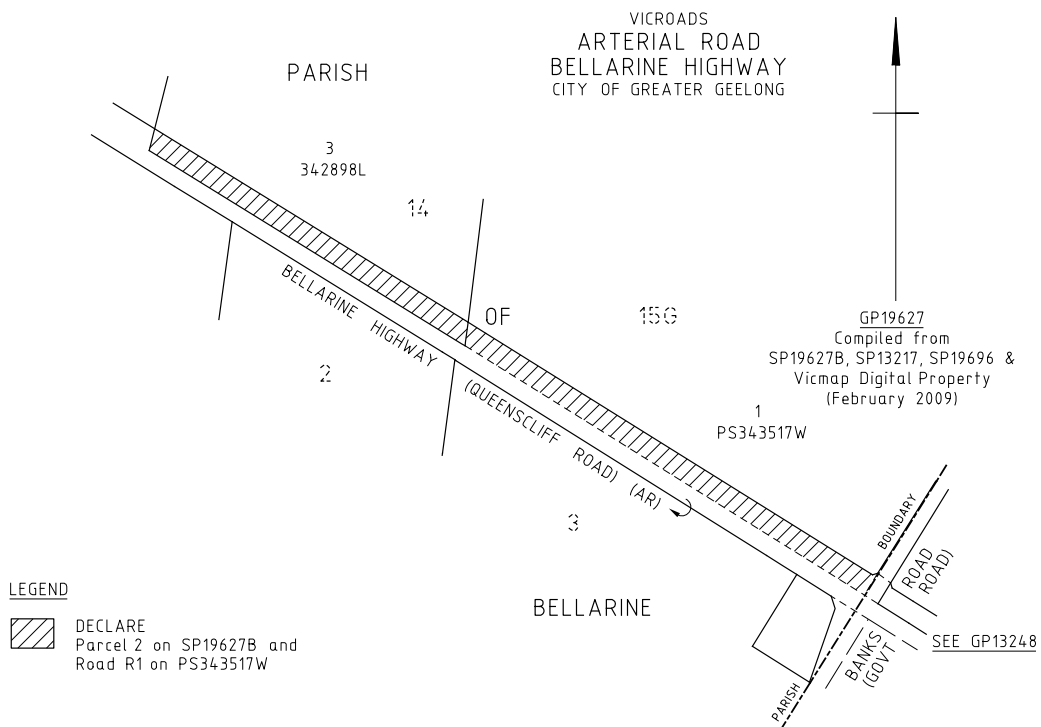 VICROADS
ARTERIAL ROAD
BELLARINE HIGHWAY
CITY OF GREATER GEELONG
PARISH
3
342898L
14
OF
15G
BELLARINE HIGHWAY (QUEENSCLIFF ROAD) (AR)
2
GP19627
Compiled from
SP19627B, SP13217, SP19696 &
Vicmap Digital Property
(February 2009)
1
PS343517W
3
PARISH BOUNDARY
BANKS ROAD
(GOVT ROAD)
BELLARINE
SEE GP13248
LEGEND
DECLARE
Parcel 2 on SP19627B and
Road R1 on PS343517W